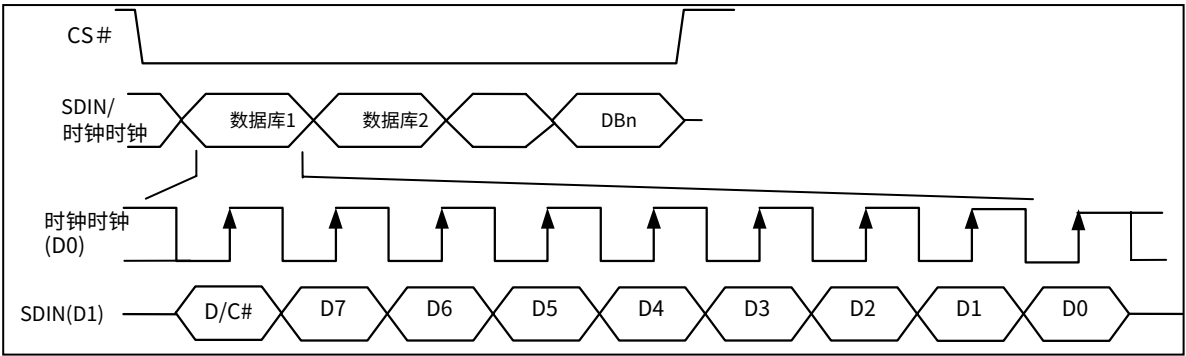 CS#
SDIN/
时钟时钟
数据库1 数据库2 DBn
时钟时钟
(D0)
SDIN(D1) D/C# D7 D6 D5 D4 D3 D2 D1 D0